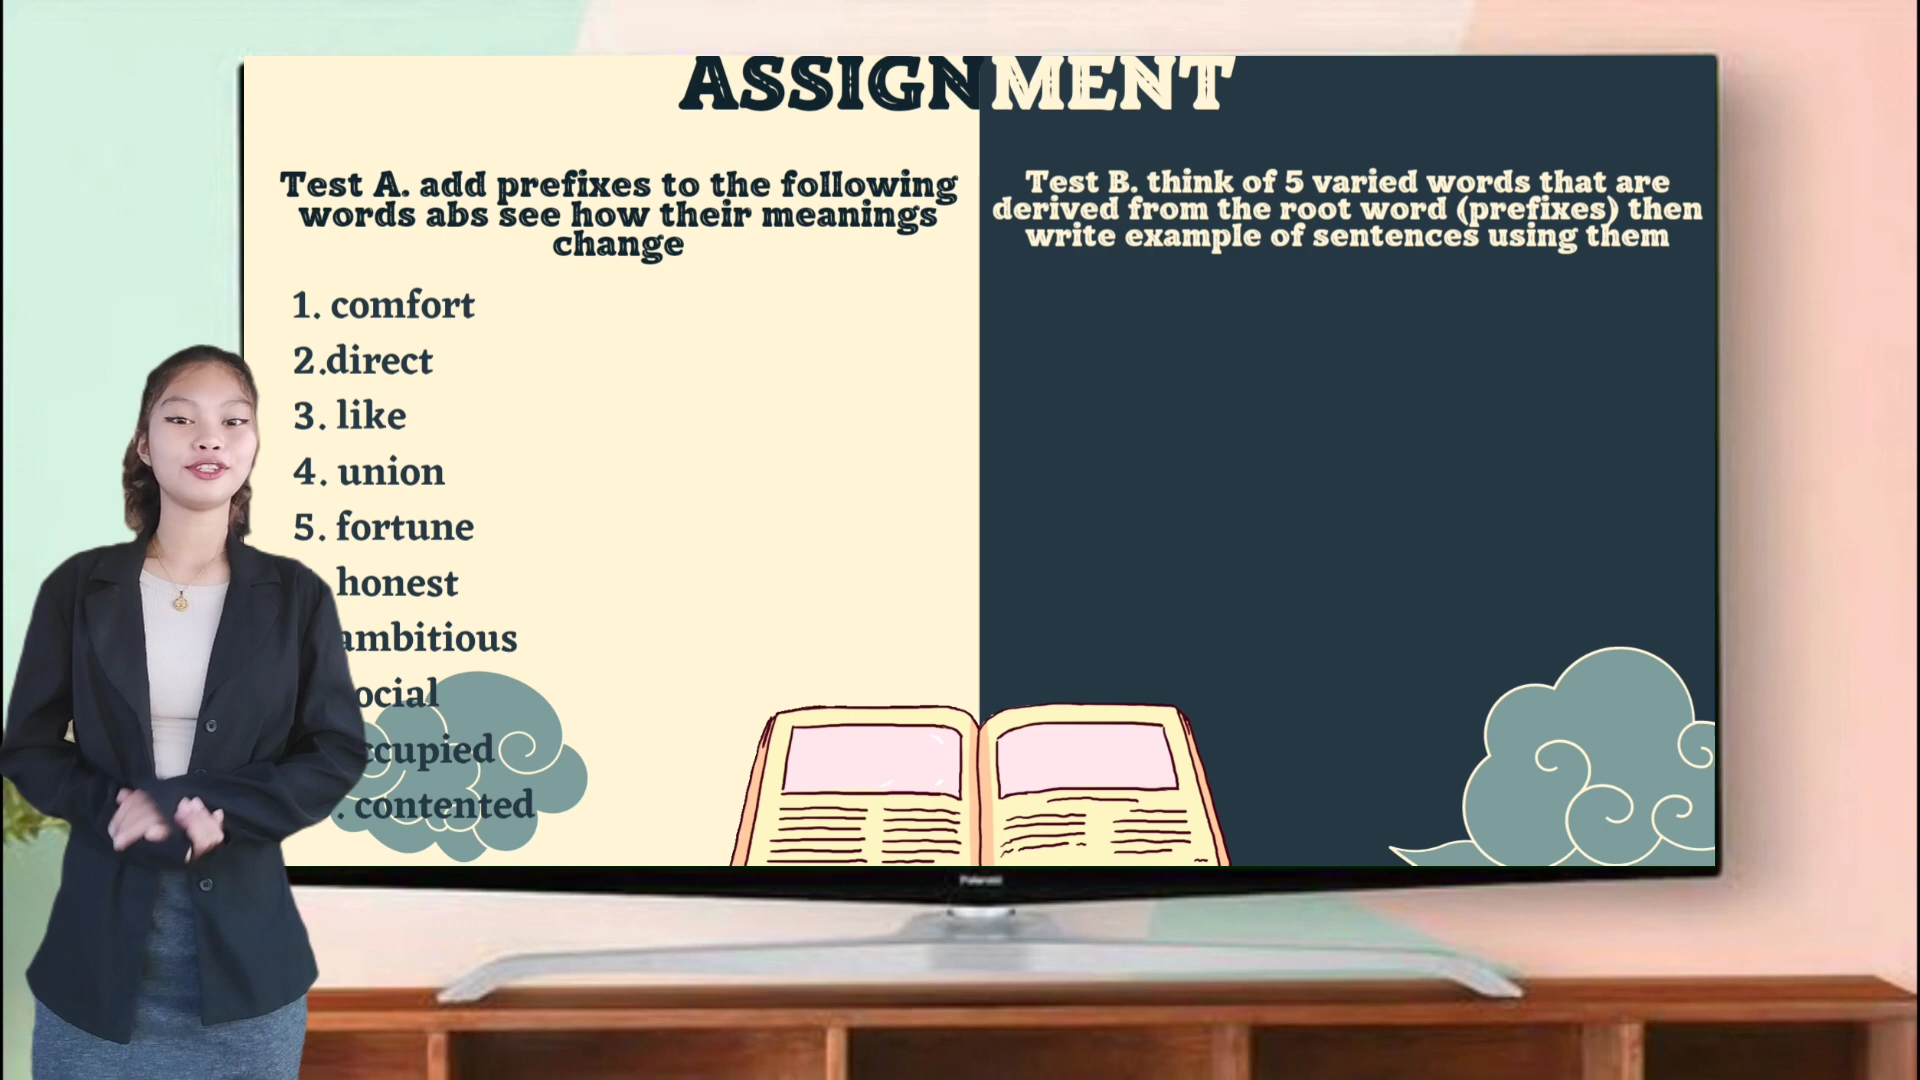 ASSIGNMENT
Test A. add prefixes to the following
words abs see how their meanings
change
1. comfort
2.direct
3. like
4. union
5. fortune
honest
ambitious
ocial
ccupied
. contented
Test B. think of 5 varied words that are
derived from the root word (prefixes) then
write example of sentences using them
Polaroid